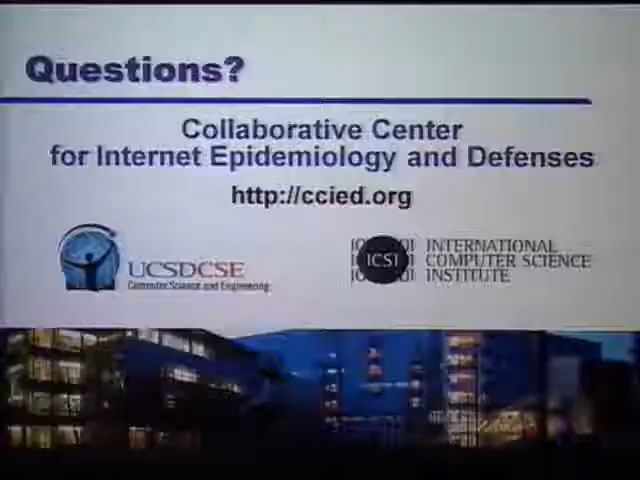 Questions?
Collaborative Center
for Internet Epidemiology and Defenses
http://ccied.org
UCSDCSE
Computer Science and Engineering
ICSI
INTERNATIONAL
COMPUTER SCIENCE
INSTITUTE